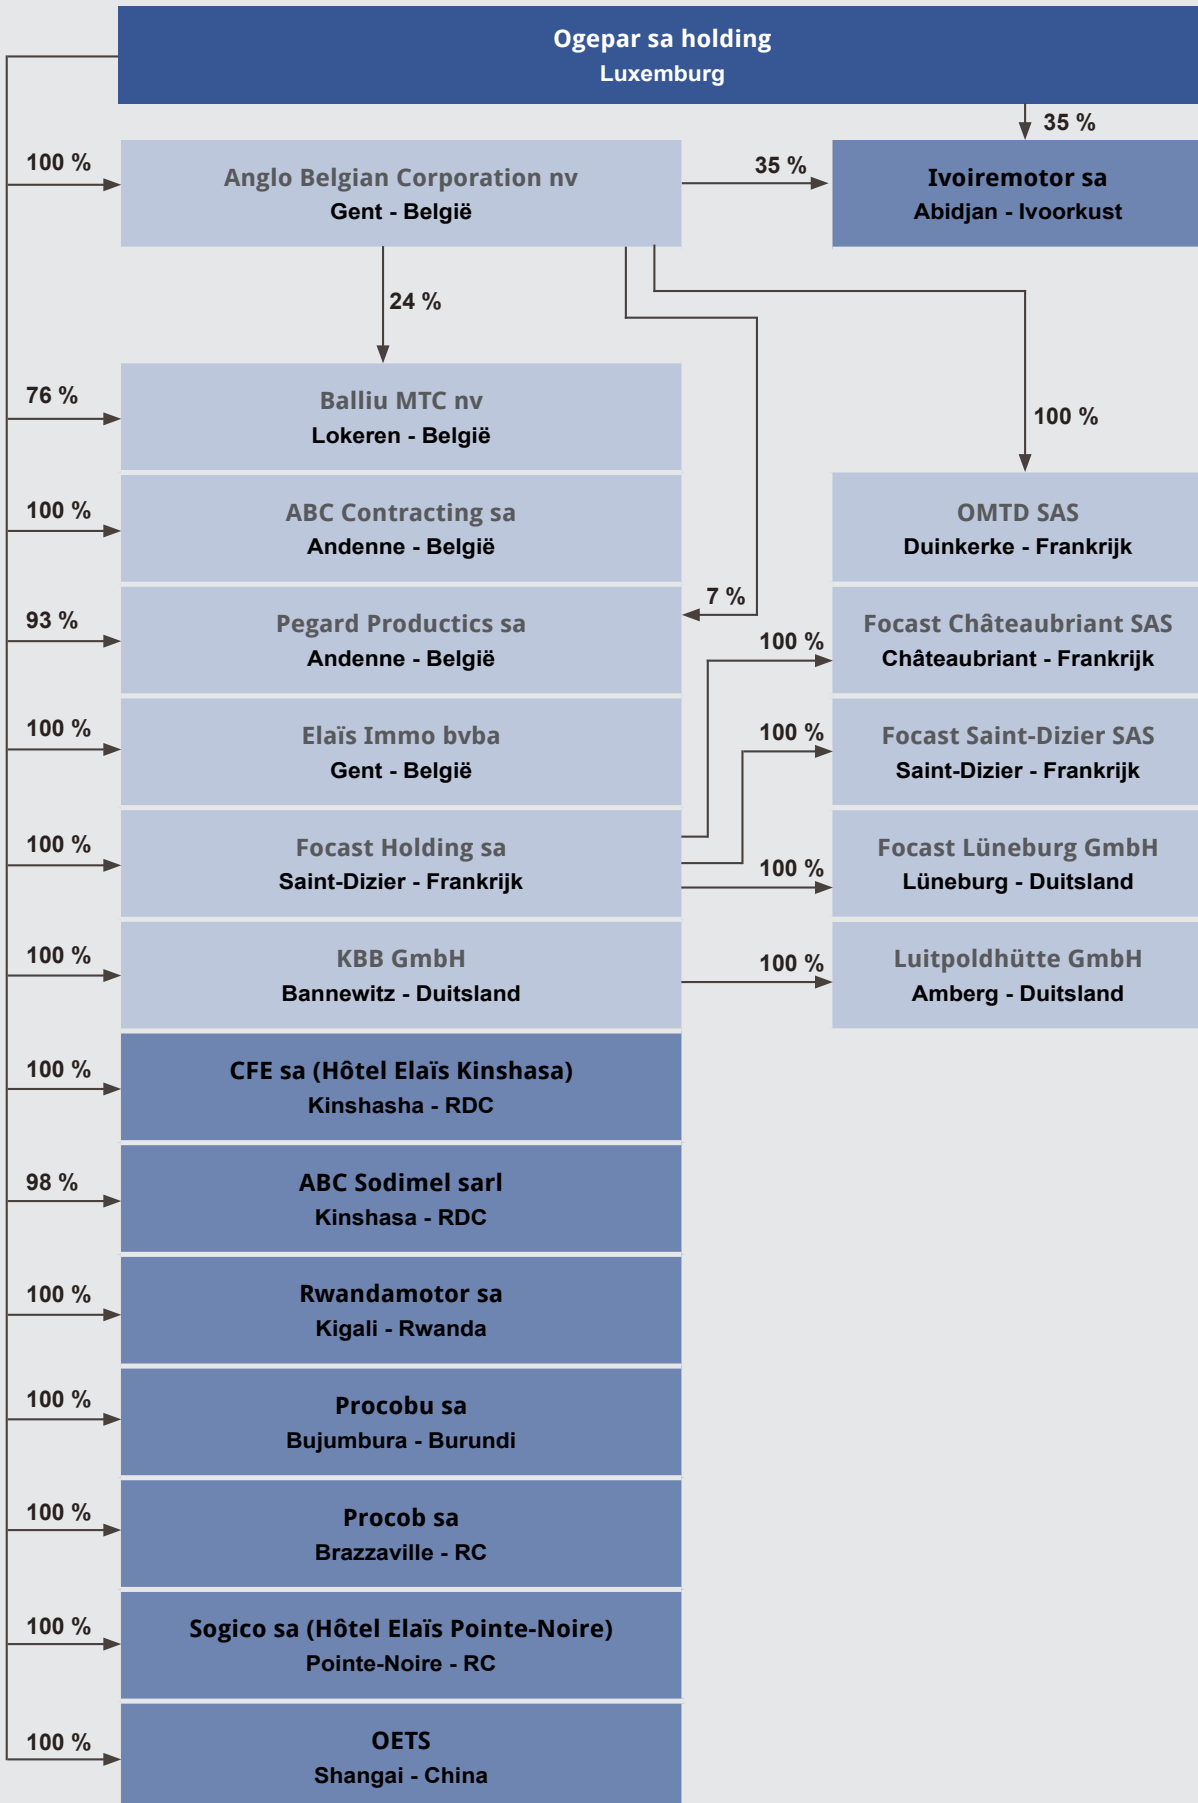 Ogepar sa holding
Luxemburg
35 %
100 %
Anglo Belgian Corporation nv
Gent - België
35 %
Ivoiremotor sa
Abidjan - Ivoorkust
24 %
76 %
Balliu MTC nv
Lokeren - België
100 %
100 %
ABC Contracting sa
Andenne - België
OMTD SAS
Duinkerke - Frankrijk
93 %
Pegard Productics sa
Andenne - België
7 %
100 %
Focast Châteaubriant SAS
Châteaubriant - Frankrijk
100 %
Elaïs Immo bvba
Gent - België
100 %
Focast Saint-Dizier SAS
Saint-Dizier - Frankrijk
100 %
Focast Holding sa
Saint-Dizier - Frankrijk
100 %
Focast Lüneburg GmbH
Lüneburg - Duitsland
100 %
KBB GmbH
Bannewitz - Duitsland
100 %
Luitpoldhütte GmbH
Amberg - Duitsland
100 %
CFE sa (Hôtel Elaïs Kinshasa)
Kinshasha - RDC
98 %
ABC Sodimel sarl
Kinshasa - RDC
100 %
Rwandamotor sa
Kigali - Rwanda
100 %
Procobu sa
Bujumbura - Burundi
100 %
Procob sa
Brazzaville - RC
100 %
Sogico sa (Hôtel Elaïs Pointe-Noire)
Pointe-Noire - RC
100 %
OETS
Shangai - China